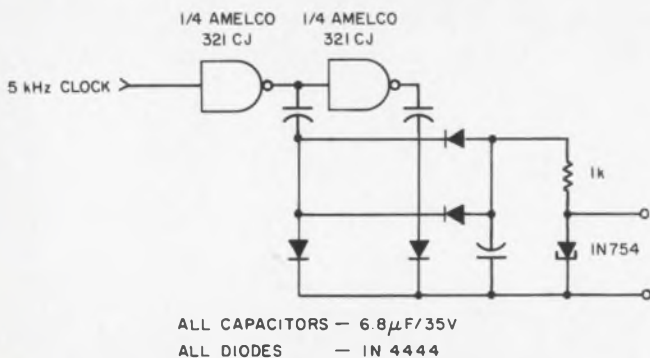 1/4 AMELCO 1/4 AMELCO
321 CJ 321 CJ
5 kHz CLOCK
1k
IN754
ALL CAPACITORS — 6.8µF/35V
ALL DIODES — IN 4444